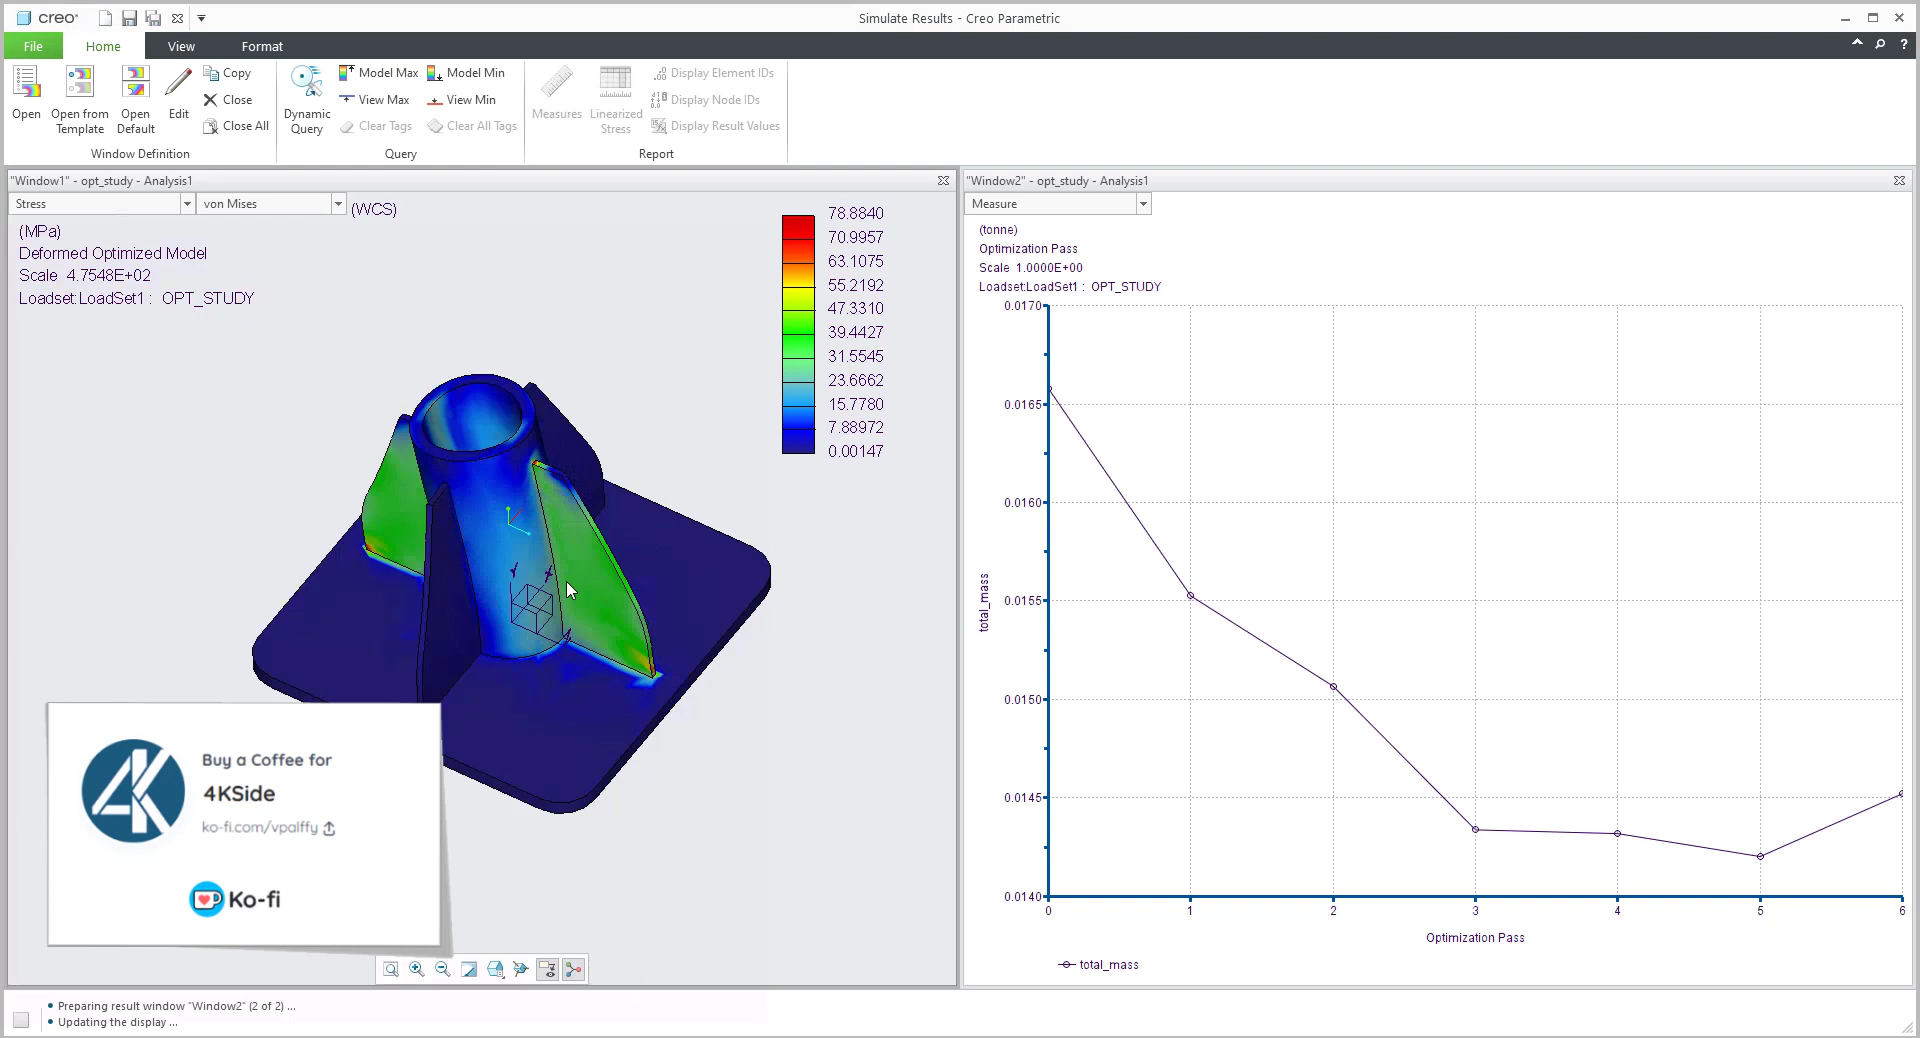 creo®
Simulate Results - Creo Parametric
File
Home
View
Format
Open
Open from
Template
Open
Default
Edit
Copy
Close
Close All
Window Definition
Dynamic
Query
Model Max
Model Min
View Max
View Min
Clear Tags
Clear All Tags
Query
Measures
Linearized
Stress
Display Element IDs
Display Node IDs
Display Result Values
Report
"Window1" - opt_study - Analysis1
Stress
von Mises
(WCS)
(MPa)
Deformed Optimized Model
Scale 4.7548E+02
Loadset:LoadSet1 : OPT_STUDY
78.8840
70.9957
63.1075
55.2192
47.3310
39.4427
31.5545
23.6662
15.7780
7.88972
0.00147
Buy a Coffee for
4KSide
ko-fi.com/vpalffy
Ko-fi
"Window2" - opt_study - Analysis1
Measure
(tonne)
Optimization Pass
Scale 1.0000E+00
Loadset:LoadSet1 : OPT_STUDY
0.0170
0.0165
0.0160
0.0155
0.0150
0.0145
0.0140
total_mass
0 1 2 3 4 5 6
Optimization Pass
total_mass
Preparing result window "Window2" (2 of 2) ...
Updating the display ...